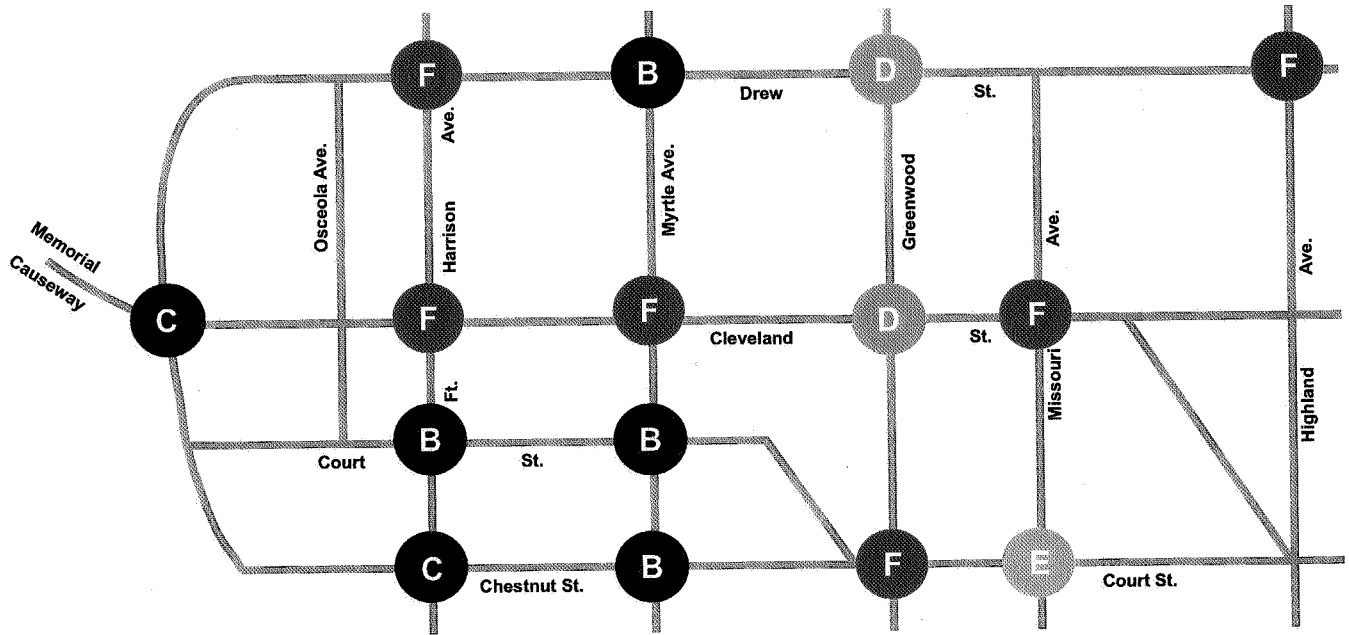 F
B
D
F
Drew
St.
Ave.
Osceola Ave.
Myrtle Ave.
Greenwood
Harrison
Ave.
Ave.
Memorial
Causeway
C
F
F
D
F
Cleveland
St.
Ft.
Missouri
Highland
B
B
Court
St.
C
B
F
E
Chestnut St.
Court St.